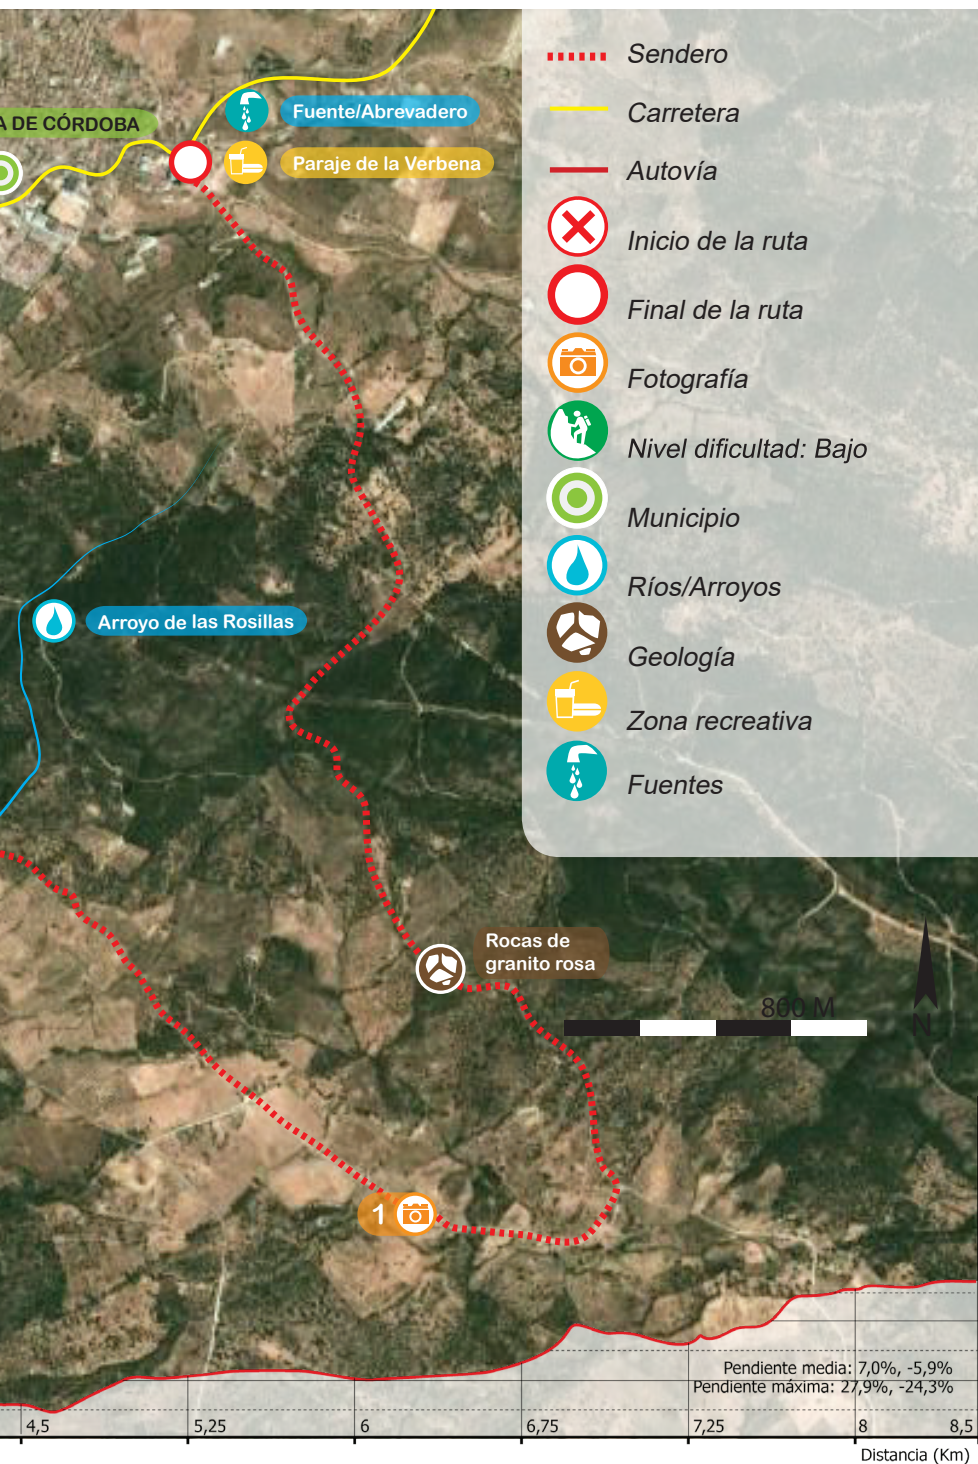 Sendero
Carretera
Autovía
Inicio de la ruta
Final de la ruta
Fotografía
Nivel dificultad: Bajo
Municipio
Ríos/Arroyos
Geología
Zona recreativa
Fuentes
A DE CÓRDOBA
Fuente/Abrevadero
Paraje de la Verbena
Arroyo de las Rosillas
Rocas de
granito rosa
800 M
N
1
Pendiente media: 7,0%, -5,9%
Pendiente máxima: 27,9% -24,3%
4,5 5,25 6 6,75 7,25 8 8,5
Distancia (Km)